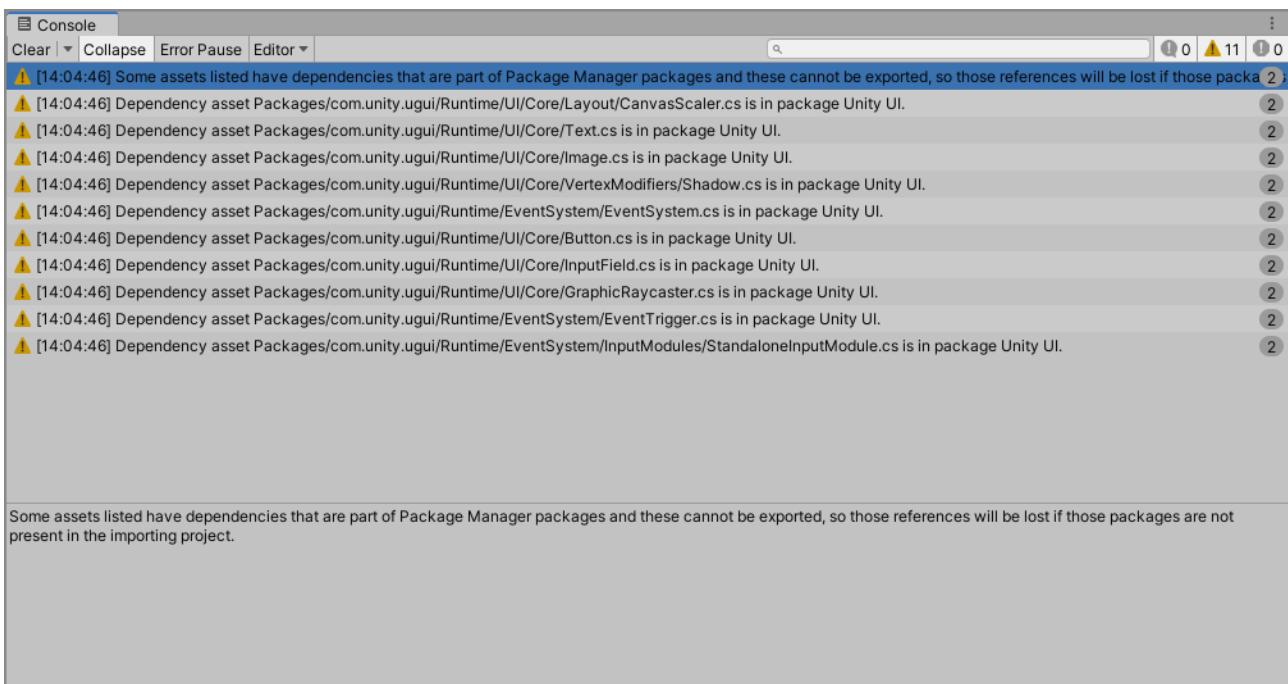 Console
Clear Collapse Error Pause Editor 0 11 0
[14:04:46] Some assets listed have dependencies that are part of Package Manager packages and these cannot be exported, so those references will be lost if those packa 2
[14:04:46] Dependency asset Packages/com.unity.ugui/Runtime/UI/Core/Layout/CanvasScaler.cs is in package Unity UI. 2
[14:04:46] Dependency asset Packages/com.unity.ugui/Runtime/UI/Core/Text.cs is in package Unity UI. 2
[14:04:46] Dependency asset Packages/com.unity.ugui/Runtime/UI/Core/Image.cs is in package Unity UI. 2
[14:04:46] Dependency asset Packages/com.unity.ugui/Runtime/UI/Core/VertexModifiers/Shadow.cs is in package Unity UI. 2
[14:04:46] Dependency asset Packages/com.unity.ugui/Runtime/EventSystem/EventSystem.cs is in package Unity UI. 2
[14:04:46] Dependency asset Packages/com.unity.ugui/Runtime/UI/Core/Button.cs is in package Unity UI. 2
[14:04:46] Dependency asset Packages/com.unity.ugui/Runtime/UI/Core/InputField.cs is in package Unity UI. 2
[14:04:46] Dependency asset Packages/com.unity.ugui/Runtime/UI/Core/GraphicRaycaster.cs is in package Unity UI. 2
[14:04:46] Dependency asset Packages/com.unity.ugui/Runtime/EventSystem/EventTrigger.cs is in package Unity UI. 2
[14:04:46] Dependency asset Packages/com.unity.ugui/Runtime/EventSystem/InputModules/StandaloneInputModule.cs is in package Unity UI. 2
Some assets listed have dependencies that are part of Package Manager packages and these cannot be exported, so those references will be lost if those packages are not
present in the importing project.